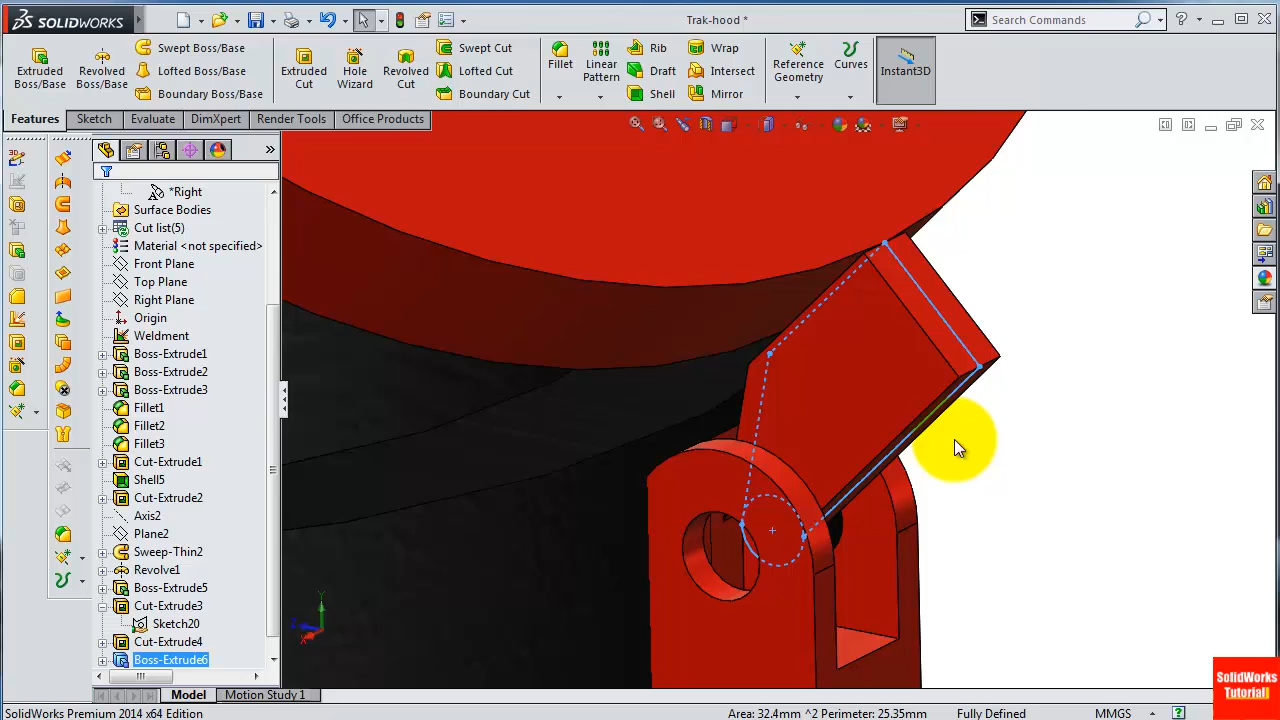 SOLIDWORKS
Trak-hood *
Search Commands
Extruded Boss/Base
Revolved Boss/Base
Swept Boss/Base
Lofted Boss/Base
Boundary Boss/Base
Extruded Cut
Hole Wizard
Revolved Cut
Swept Cut
Lofted Cut
Boundary Cut
Fillet
Linear Pattern
Rib
Draft
Shell
Wrap
Intersect
Mirror
Reference Geometry
Curves
Instant3D
Features
Sketch
Evaluate
DimXpert
Render Tools
Office Products
*Right
Surface Bodies
Cut list(5)
Material <not specified>
Front Plane
Top Plane
Right Plane
Origin
Weldment
Boss-Extrude1
Boss-Extrude2
Boss-Extrude3
Fillet1
Fillet2
Fillet3
Cut-Extrude1
Shell5
Cut-Extrude2
Axis2
Plane2
Sweep-Thin2
Revolve1
Boss-Extrude5
Cut-Extrude3
Sketch20
Cut-Extrude4
Boss-Extrude6
Y
Z
X
Model
Motion Study 1
SolidWorks Premium 2014 x64 Edition
Area: 32.4mm ^2 Perimeter: 25.35mm
Fully Defined
MMGS
SolidWorks
Tutorial